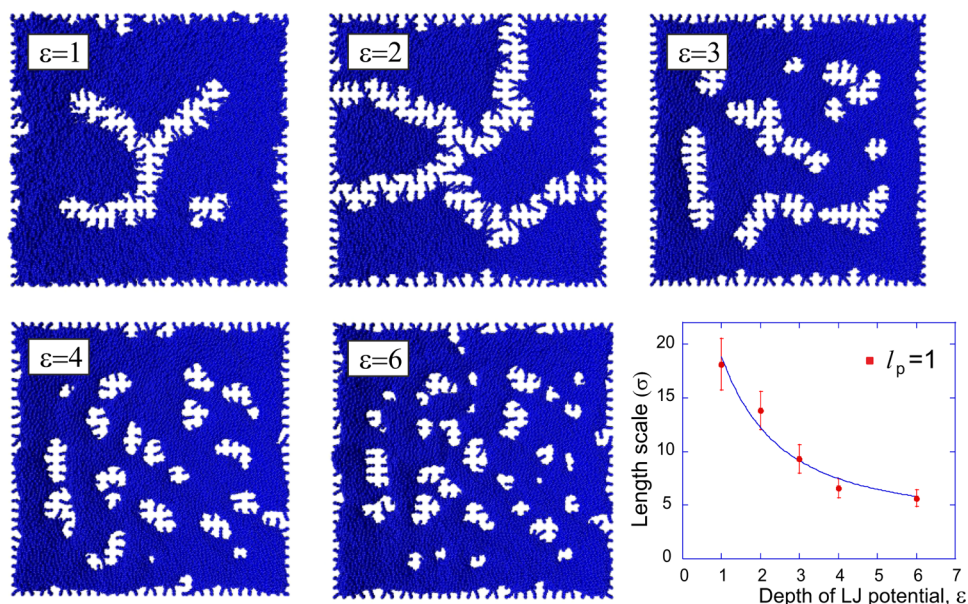 ε=1
ε=2
ε=3
ε=4
ε=6
20
15
10
5
0
Length scale (σ)
lₚ=1
0 1 2 3 4 5 6 7
Depth of LJ potential, ε